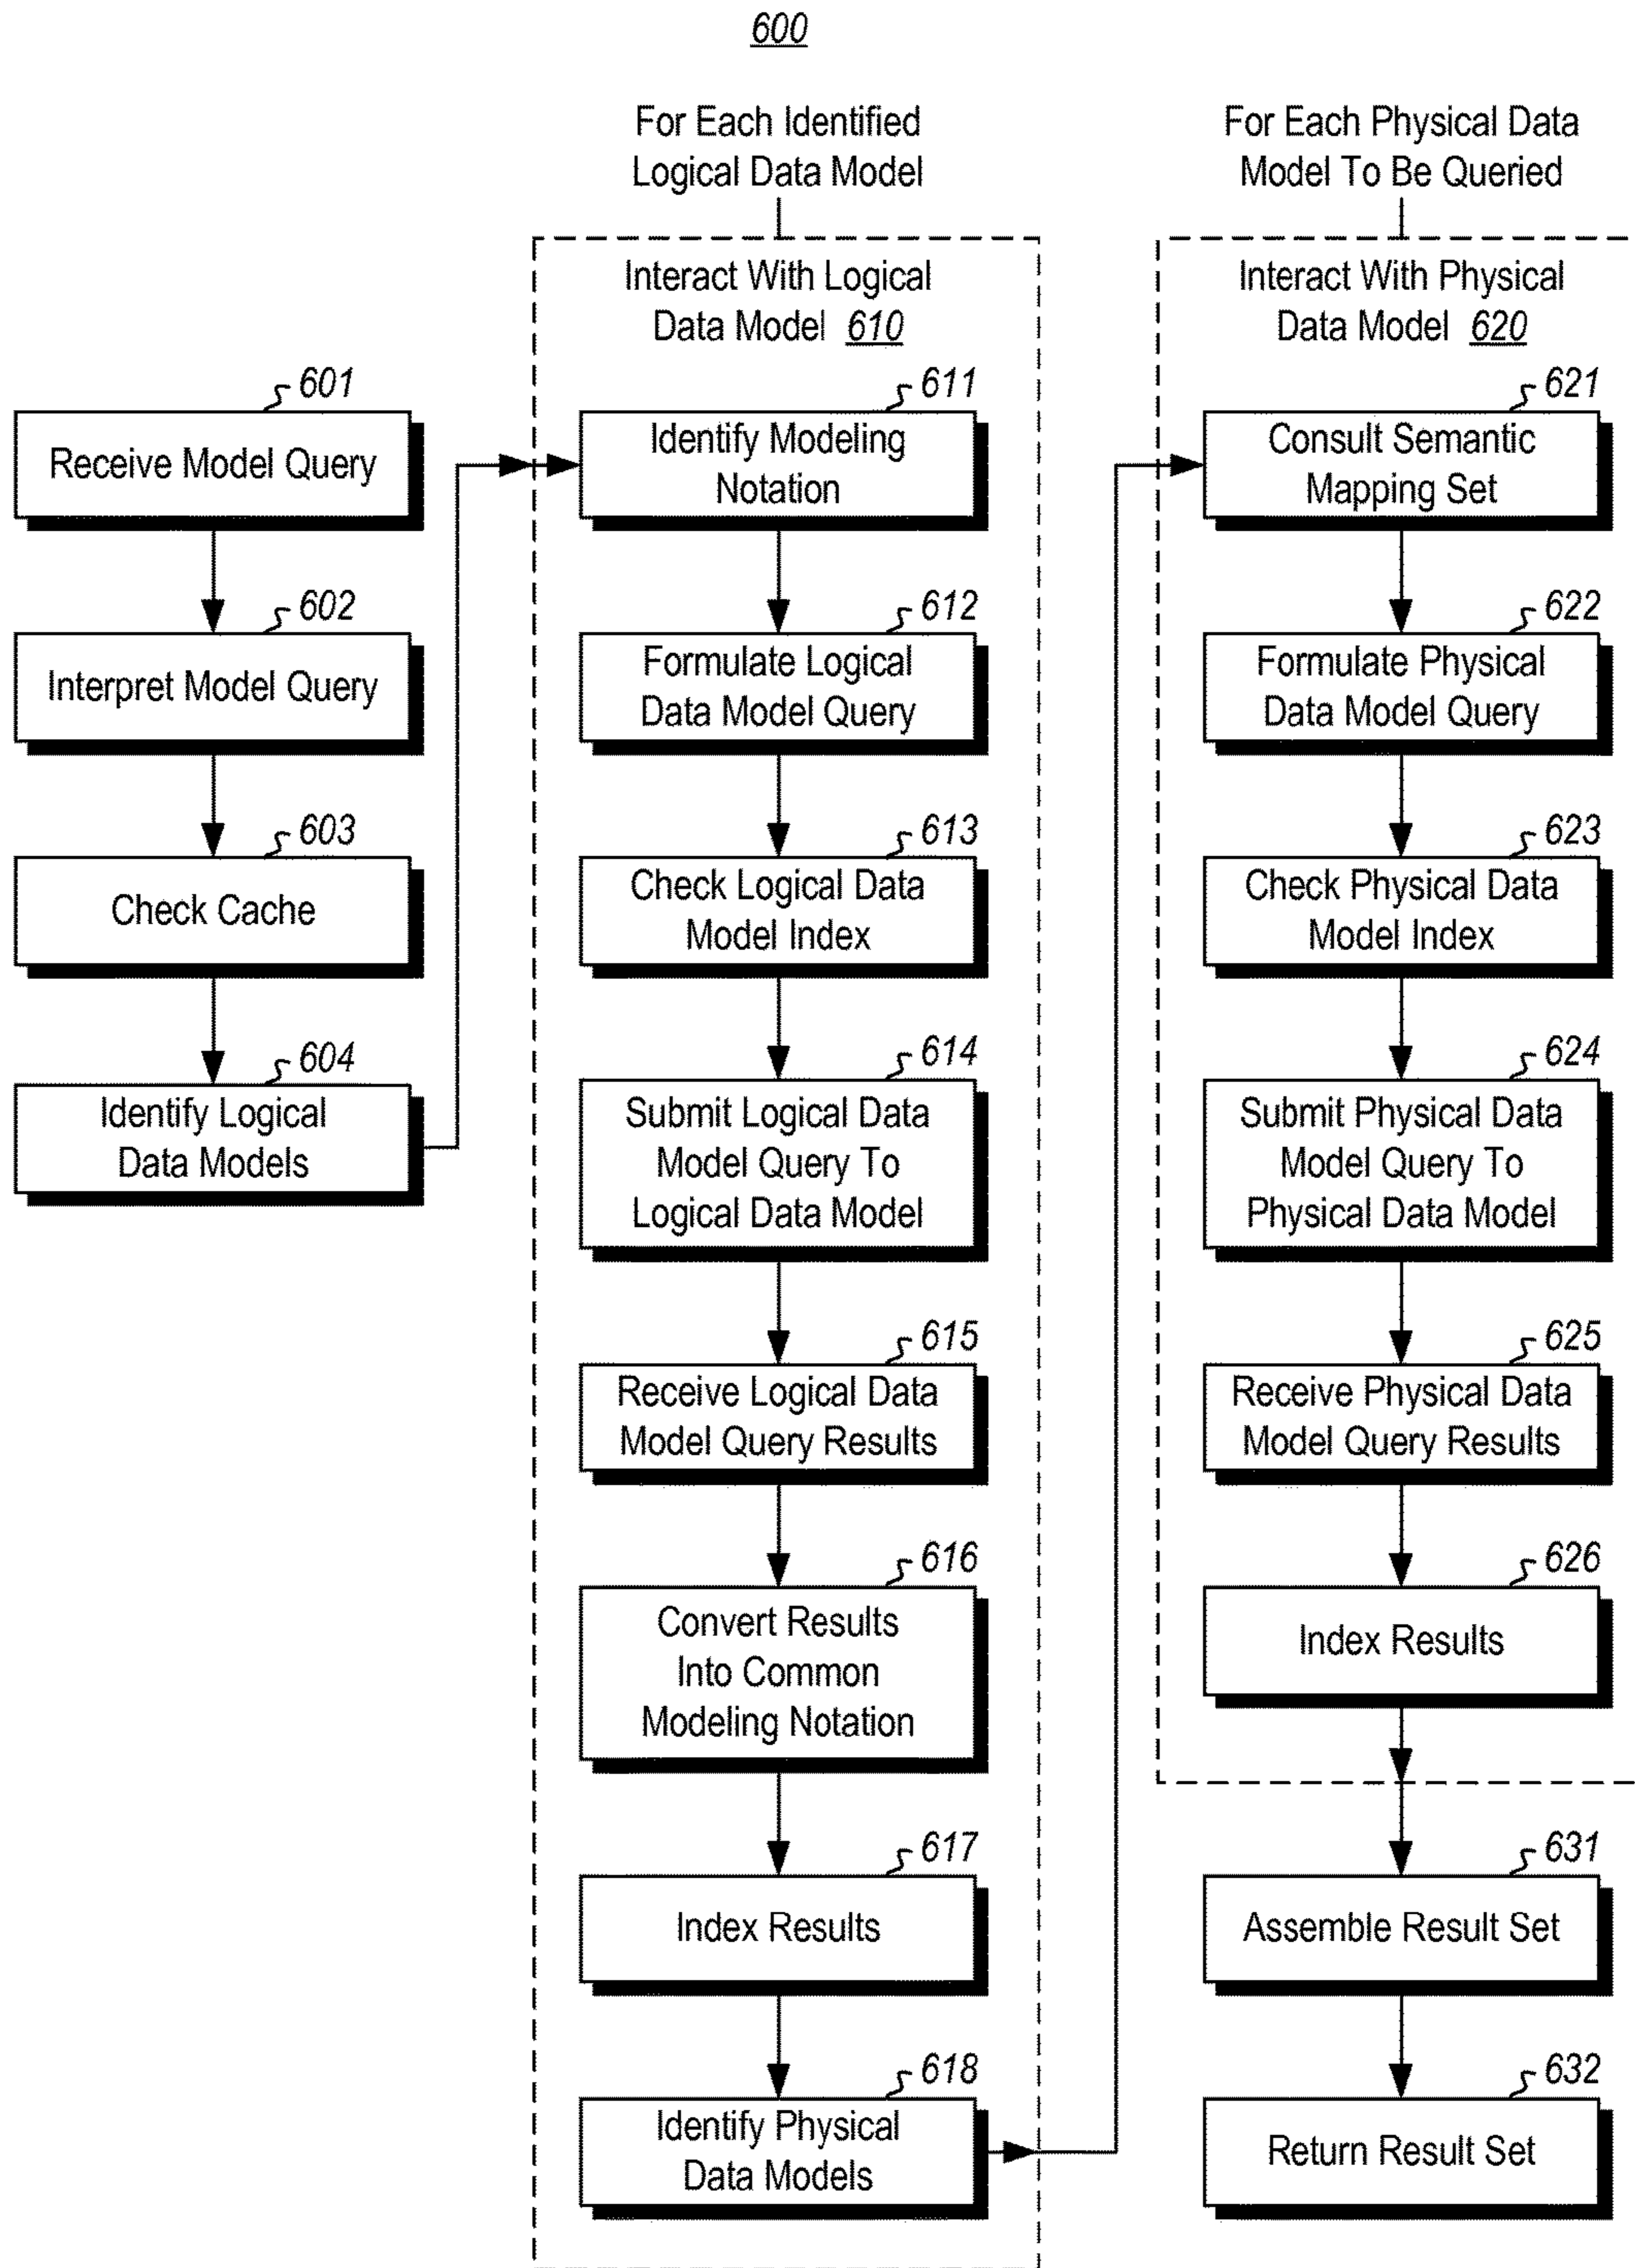 600
601
Receive Model Query
602
Interpret Model Query
603
Check Cache
604
Identify Logical
Data Models
For Each Identified
Logical Data Model
Interact With Logical
Data Model 610
611
Identify Modeling
Notation
612
Formulate Logical
Data Model Query
613
Check Logical Data
Model Index
614
Submit Logical Data
Model Query To
Logical Data Model
615
Receive Logical Data
Model Query Results
616
Convert Results
Into Common
Modeling Notation
617
Index Results
618
Identify Physical
Data Models
For Each Physical Data
Model To Be Queried
Interact With Physical
Data Model 620
621
Consult Semantic
Mapping Set
622
Formulate Physical
Data Model Query
623
Check Physical Data
Model Index
624
Submit Physical Data
Model Query To
Physical Data Model
625
Receive Physical Data
Model Query Results
626
Index Results
631
Assemble Result Set
632
Return Result Set